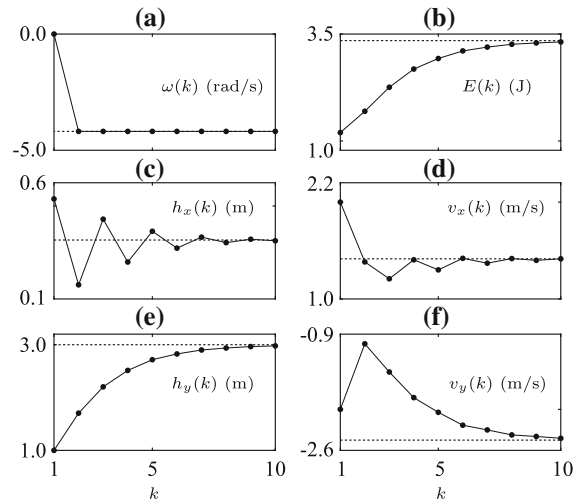 (a) (b)
0.0 3.5
ω(k) (rad/s) E(k) (J)
-5.0 1.0
(c) (d)
0.6 2.2
h_x(k) (m) v_x(k) (m/s)
0.1 1.0
(e) (f)
3.0 -0.9
h_y(k) (m) v_y(k) (m/s)
1.0 -2.6
1 5 10 1 5 10
k k